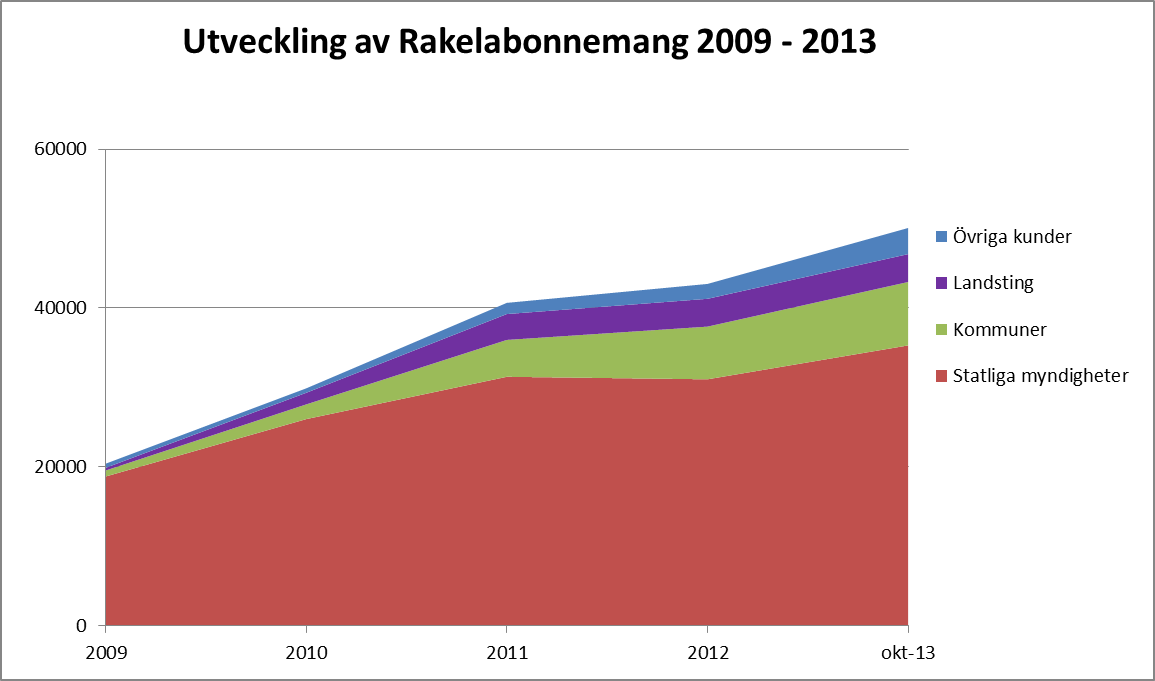 Utveckling av Rakelabonnemang 2009 - 2013
60000
40000
20000
0
2009
2010
2011
2012
okt-13
Övriga kunder
Landsting
Kommuner
Statliga myndigheter